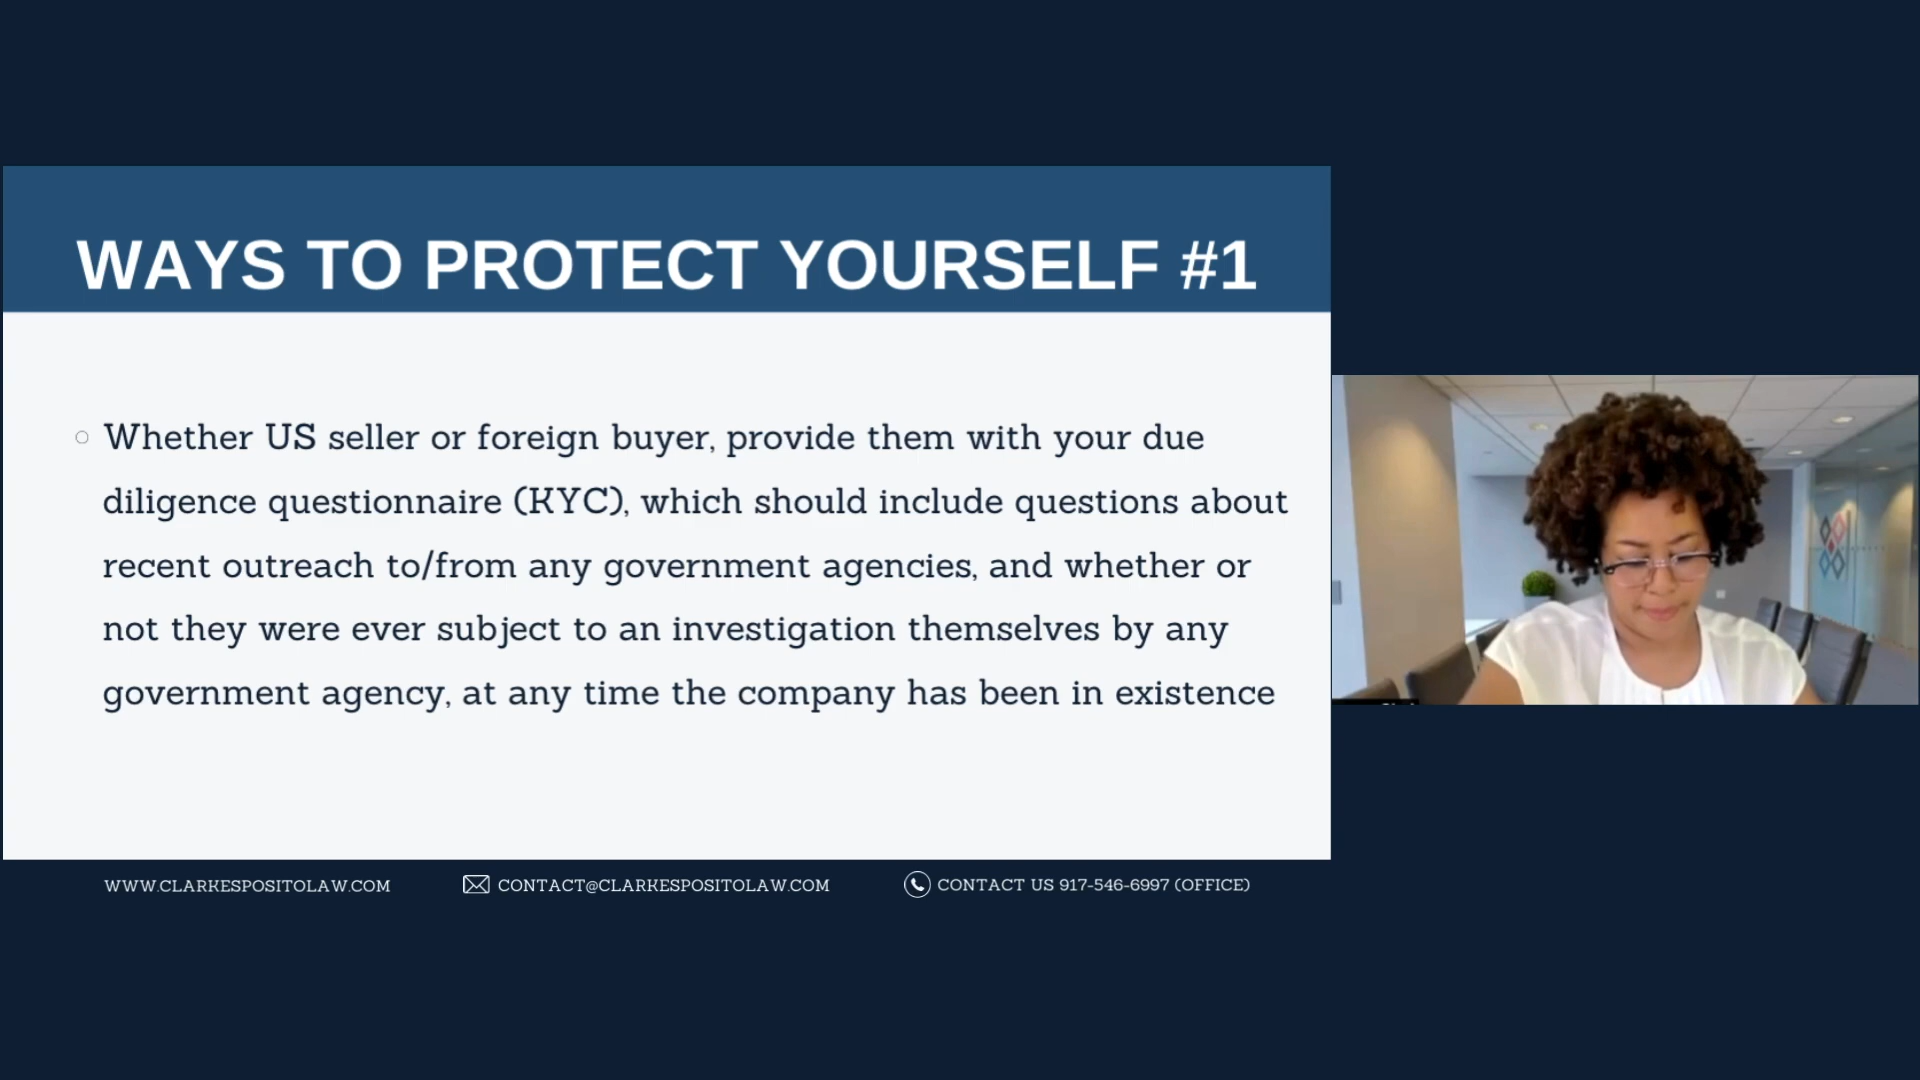 WAYS TO PROTECT YOURSELF #1
Whether US seller or foreign buyer, provide them with your due
diligence questionnaire (KYC), which should include questions about
recent outreach to/from any government agencies, and whether or
not they were ever subject to an investigation themselves by any
government agency, at any time the company has been in existence
WWW.CLARKESPOSITOLAW.COM
CONTACT@CLARKESPOSITOLAW.COM
CONTACT US 917-546-6997 (OFFICE)